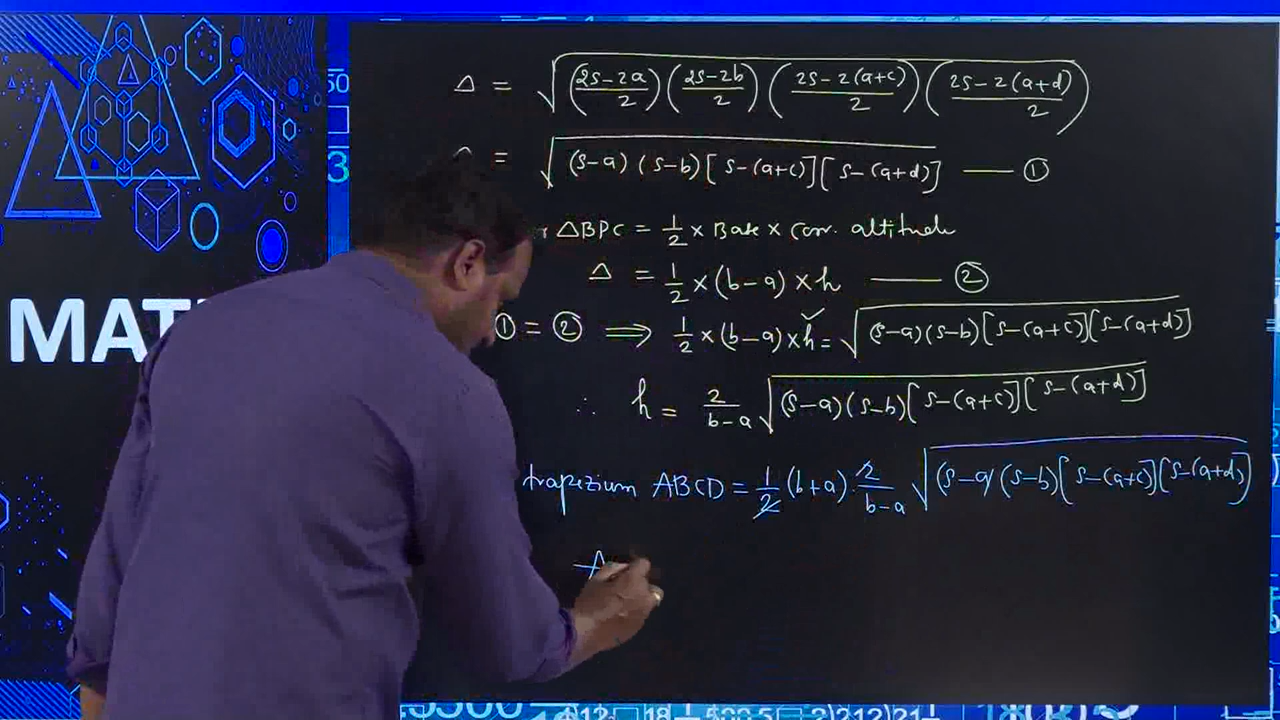 Δ = √((2s-2a)/2)((2s-2b)/2)((2s-2(a+c))/2)((2s-2(a+d))/2)
= √(s-a)(s-b)[s-(a+c)][s-(a+d)] — ①
ΔBPC = 1/2 × Base × Corr. altitude
Δ = 1/2 × (b-a) × h — ②
① = ② ⟹ 1/2 × (b-a) × h = √(s-a)(s-b)[s-(a+c)][s-(a+d)]
∴ h = 2/(b-a) √(s-a)(s-b)[s-(a+c)][s-(a+d)]
trapezium ABCD = 1/2 (b+a) · 2/(b-a) √(s-a)(s-b)[s-(a+c)][s-(a+d)]
A
MAT